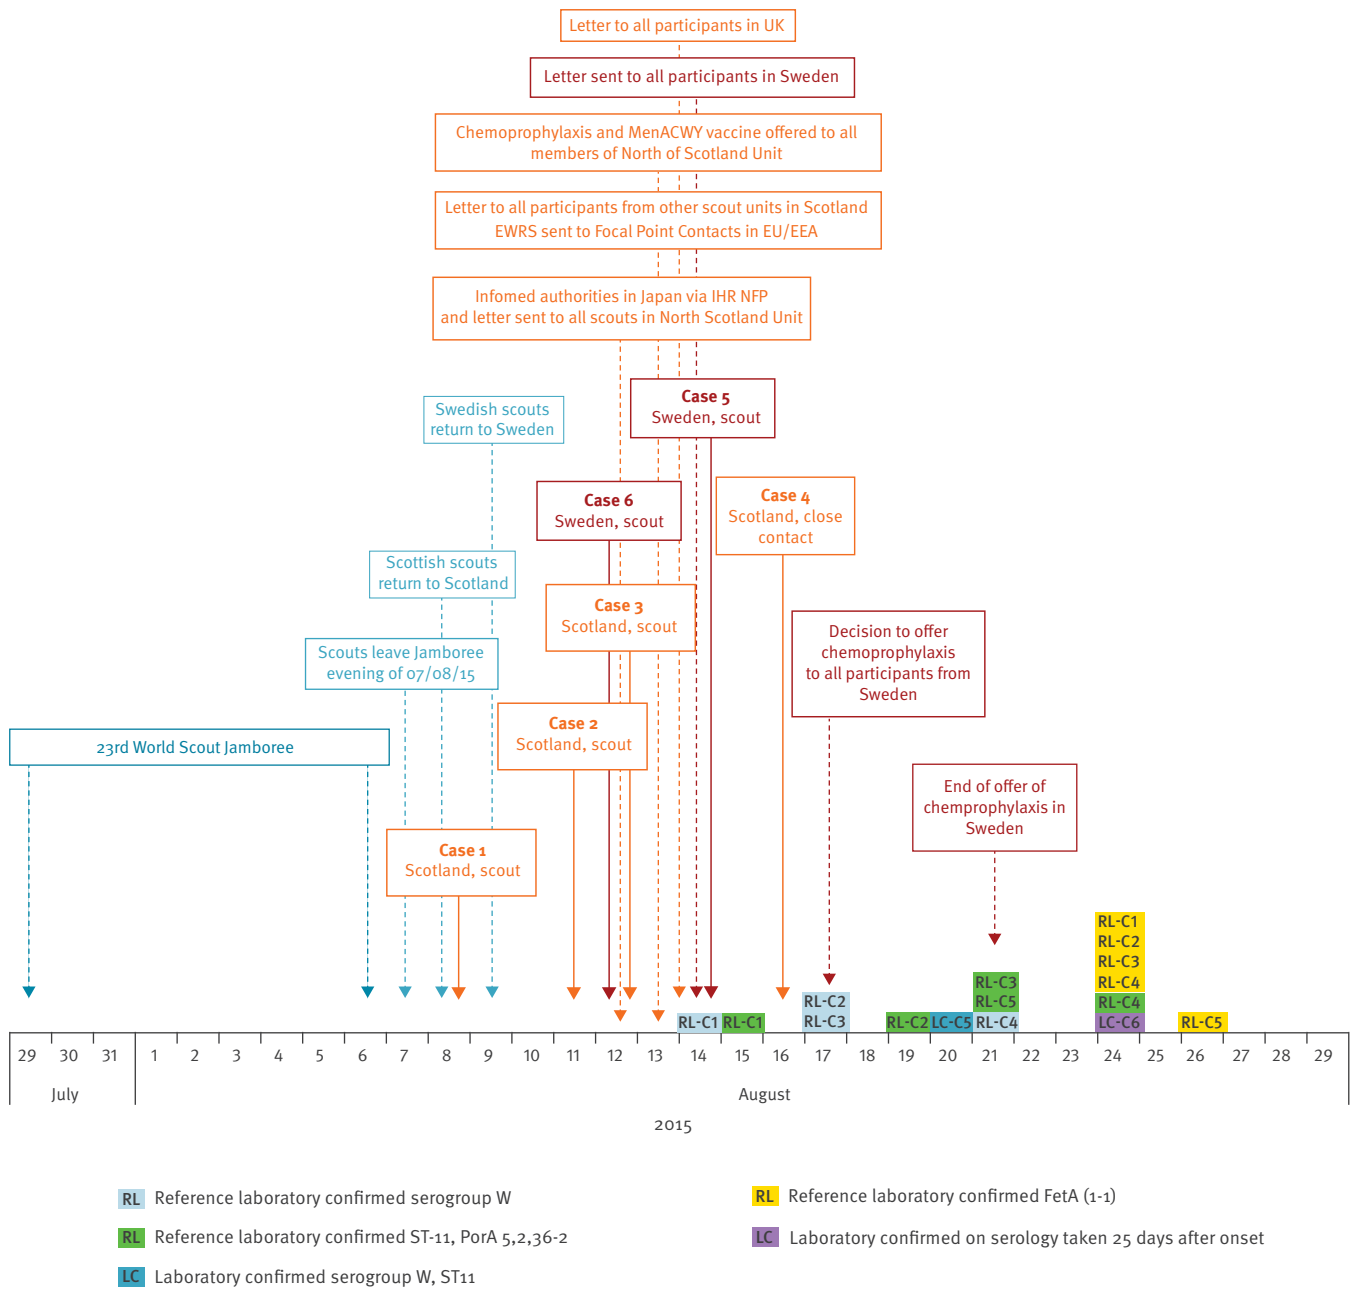 Letter to all participants in UK
Letter sent to all participants in Sweden
Chemoprophylaxis and MenACWY vaccine offered to all
members of North of Scotland Unit
Letter to all participants from other scout units in Scotland
EWRS sent to Focal Point Contacts in EU/EEA
Infomed authorities in Japan via IHR NFP
and letter sent to all scouts in North Scotland Unit
Case 5
Sweden, scout
Swedish scouts
return to Sweden
Case 6
Sweden, scout
Case 4
Scotland, close
contact
Scottish scouts
return to Scotland
Case 3
Scotland, scout
Decision to offer
chemoprophylaxis
to all participants from
Sweden
Scouts leave Jamboree
evening of 07/08/15
Case 2
Scotland, scout
23rd World Scout Jamboree
End of offer of
chemprophylaxis in
Sweden
Case 1
Scotland, scout
RL-C1
RL-C2
RL-C3
RL-C4
RL-C4
LC-C6
RL-C3
RL-C5
RL-C4
RL-C2
RL-C3
RL-C1 RL-C1
RL-C2 LC-C5
RL-C5
29 30 31 1 2 3 4 5 6 7 8 9 10 11 12 13 14 15 16 17 18 19 20 21 22 23 24 25 26 27 28 29
July August
2015
RL Reference laboratory confirmed serogroup W
RL Reference laboratory confirmed ST-11, PorA 5,2,36-2
LC Laboratory confirmed serogroup W, ST11
RL Reference laboratory confirmed FetA (1-1)
LC Laboratory confirmed on serology taken 25 days after onset